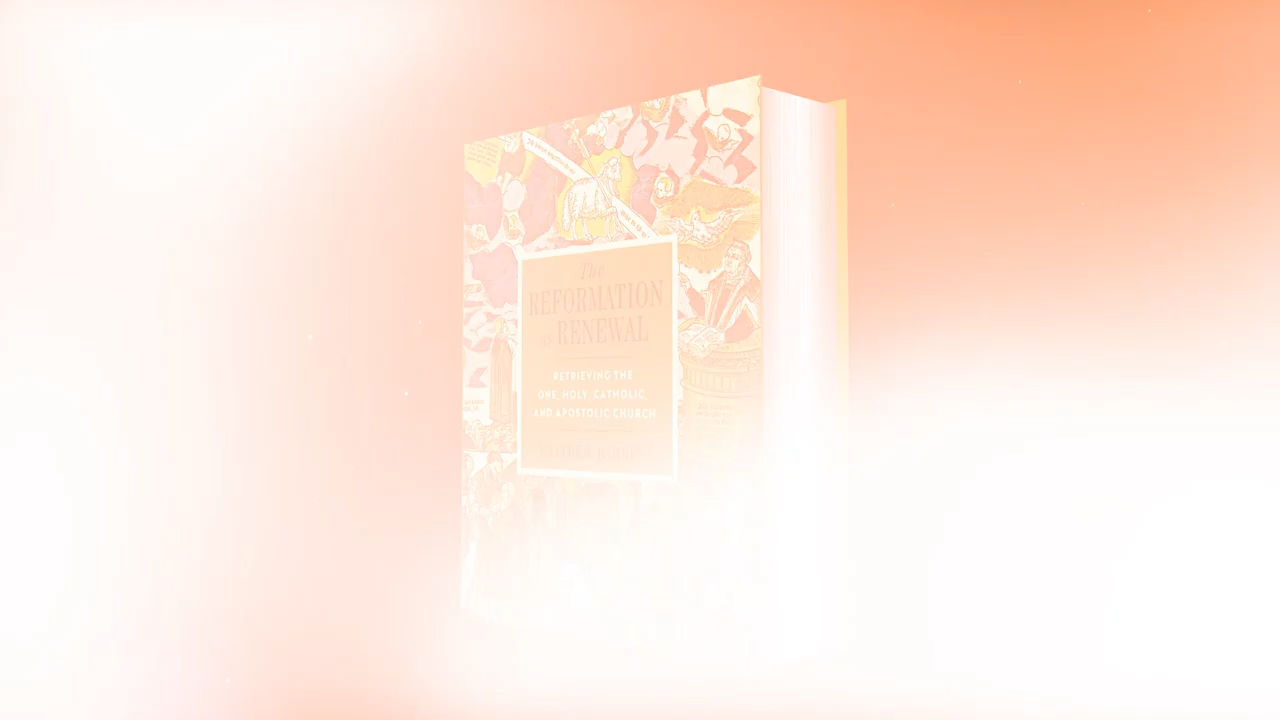 The
REFORMATION
as RENEWAL
RETRIEVING THE
ONE, HOLY, CATHOLIC,
AND APOSTOLIC CHURCH